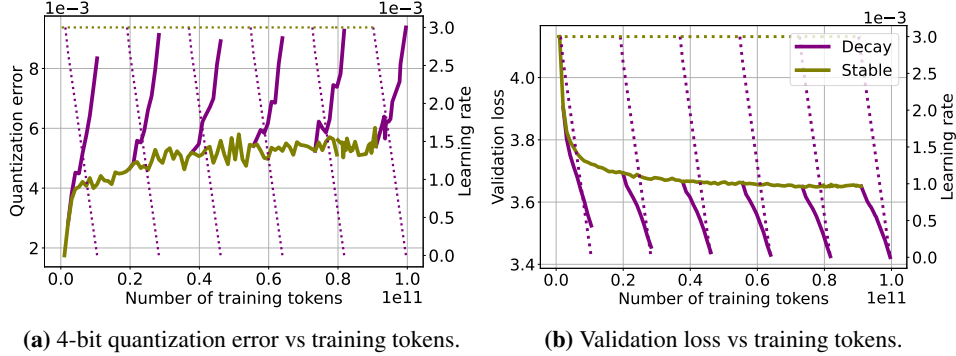 1e−3
1e−3
8
6
4
2
Quantization error
3.0
2.5
2.0
1.5
1.0
0.5
0.0
Learning rate
0.0
0.2
0.4
0.6
0.8
1.0
1e11
Number of training tokens
(a) 4-bit quantization error vs training tokens.
1e−3
4.0
3.8
3.6
3.4
Validation loss
Decay
Stable
3.0
2.5
2.0
1.5
1.0
0.5
0.0
Learning rate
0.0
0.2
0.4
0.6
0.8
1.0
1e11
Number of training tokens
(b) Validation loss vs training tokens.